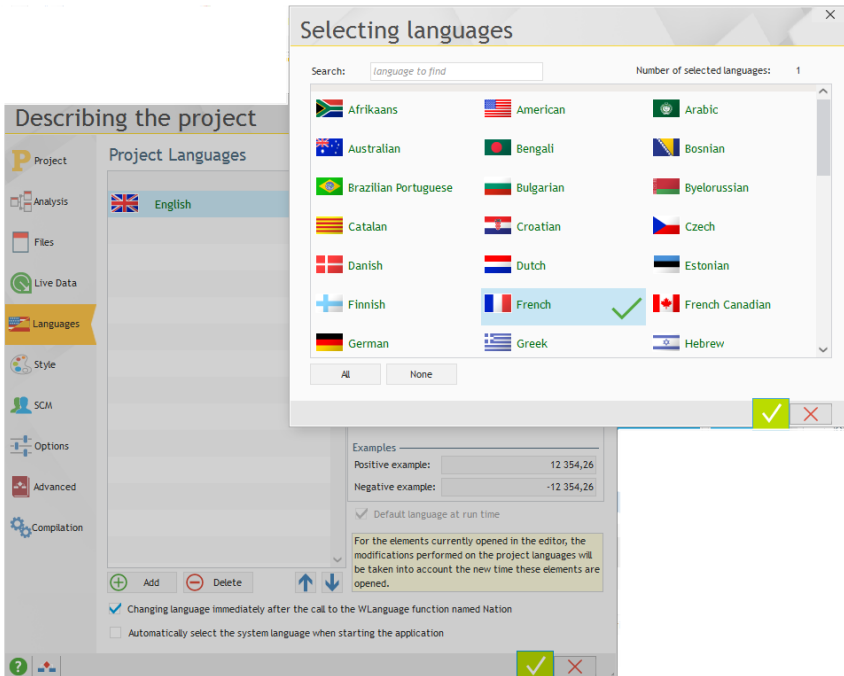 Selecting languages
Search: language to find Number of selected languages: 1
Afrikaans American Arabic
Australian Bengali Bosnian
Brazilian Portuguese Bulgarian Byelorussian
Catalan Croatian Czech
Danish Dutch Estonian
Finnish French French Canadian
German Greek Hebrew
All None
Describing the project
Project
Analysis
Files
Live Data
Languages
Style
SCM
Options
Advanced
Compilation
Project Languages
English
Examples
Positive example: 12 354,26
Negative example: -12 354,26
Default language at run time
For the elements currently opened in the editor, the
modifications performed on the project languages will
be taken into account the new time these elements are
opened.
Add Delete
Changing language immediately after the call to the WLanguage function named Nation
Automatically select the system language when starting the application